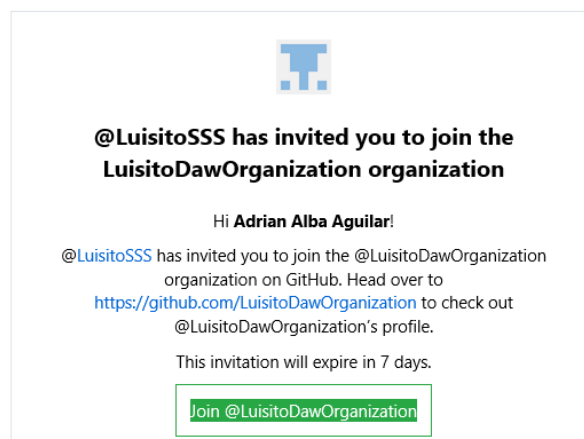 @LuisitoSSS has invited you to join the
LuisitoDawOrganization organization
Hi Adrian Alba Aguilar!
@LuisitoSSS has invited you to join the @LuisitoDawOrganization
organization on GitHub. Head over to
https://github.com/LuisitoDawOrganization to check out
@LuisitoDawOrganization’s profile.
This invitation will expire in 7 days.
Join @LuisitoDawOrganization